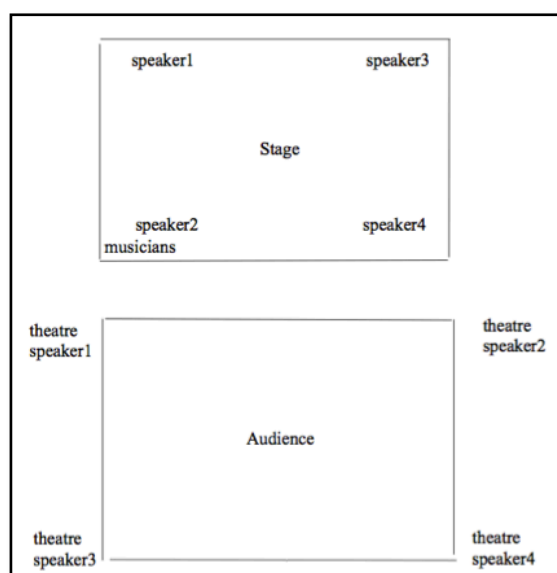 speaker1 speaker3
Stage
speaker2 speaker4
musicians
theatre theatre
speaker1 speaker2
Audience
theatre theatre
speaker3 speaker4